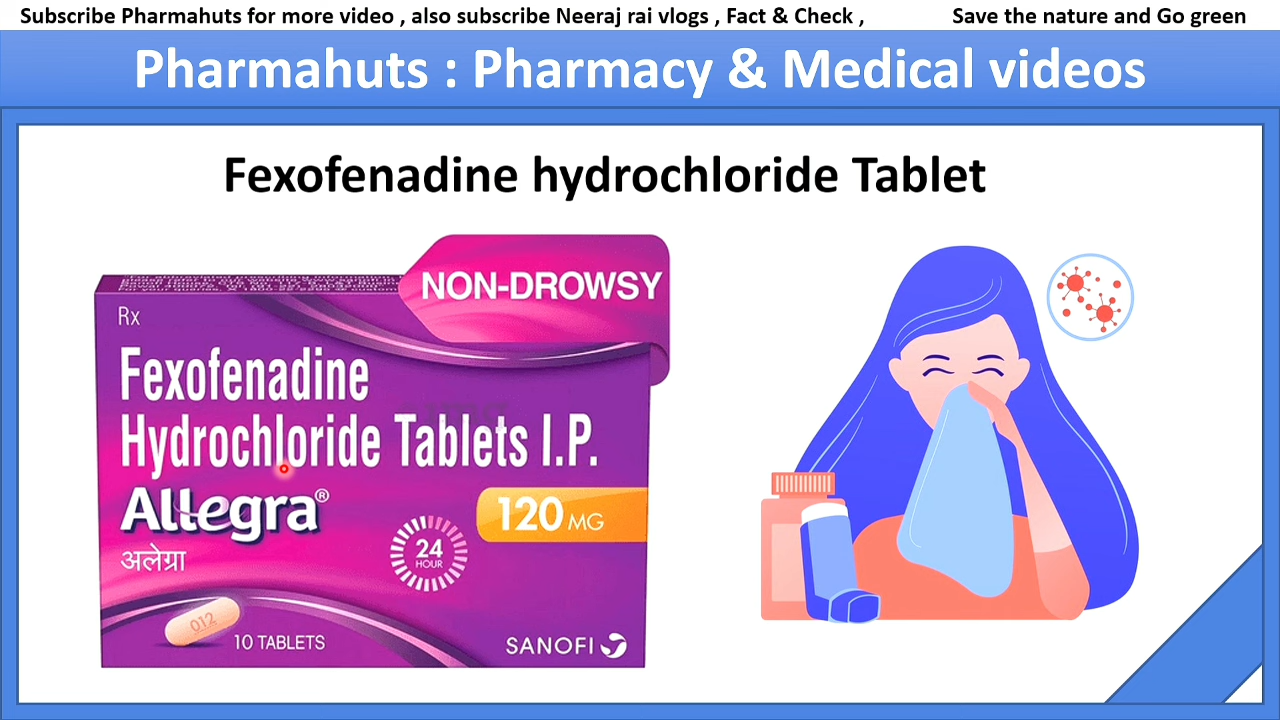 Subscribe Pharmahuts for more video , also subscribe Neeraj rai vlogs , Fact & Check , Save the nature and Go green
Pharmahuts : Pharmacy & Medical videos
Fexofenadine hydrochloride Tablet
NON-DROWSY
Rx
Fexofenadine
Hydrochloride Tablets I.P.
Allegra®
120 MG
अलेग्रा
24
HOUR
012
10 TABLETS
SANOFI